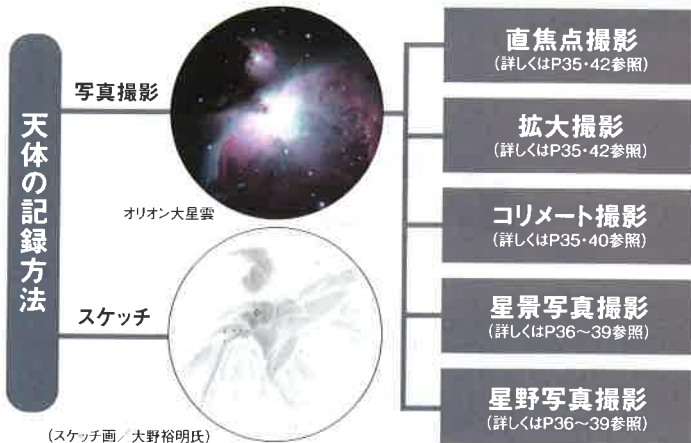 天体の記録方法
写真撮影
オリオン大星雲
スケッチ
(スケッチ画／大野裕明氏)
直焦点撮影
(詳しくはP35・42参照)
拡大撮影
(詳しくはP35・42参照)
コリメート撮影
(詳しくはP35・40参照)
星景写真撮影
(詳しくはP36〜39参照)
星野写真撮影
(詳しくはP36〜39参照)